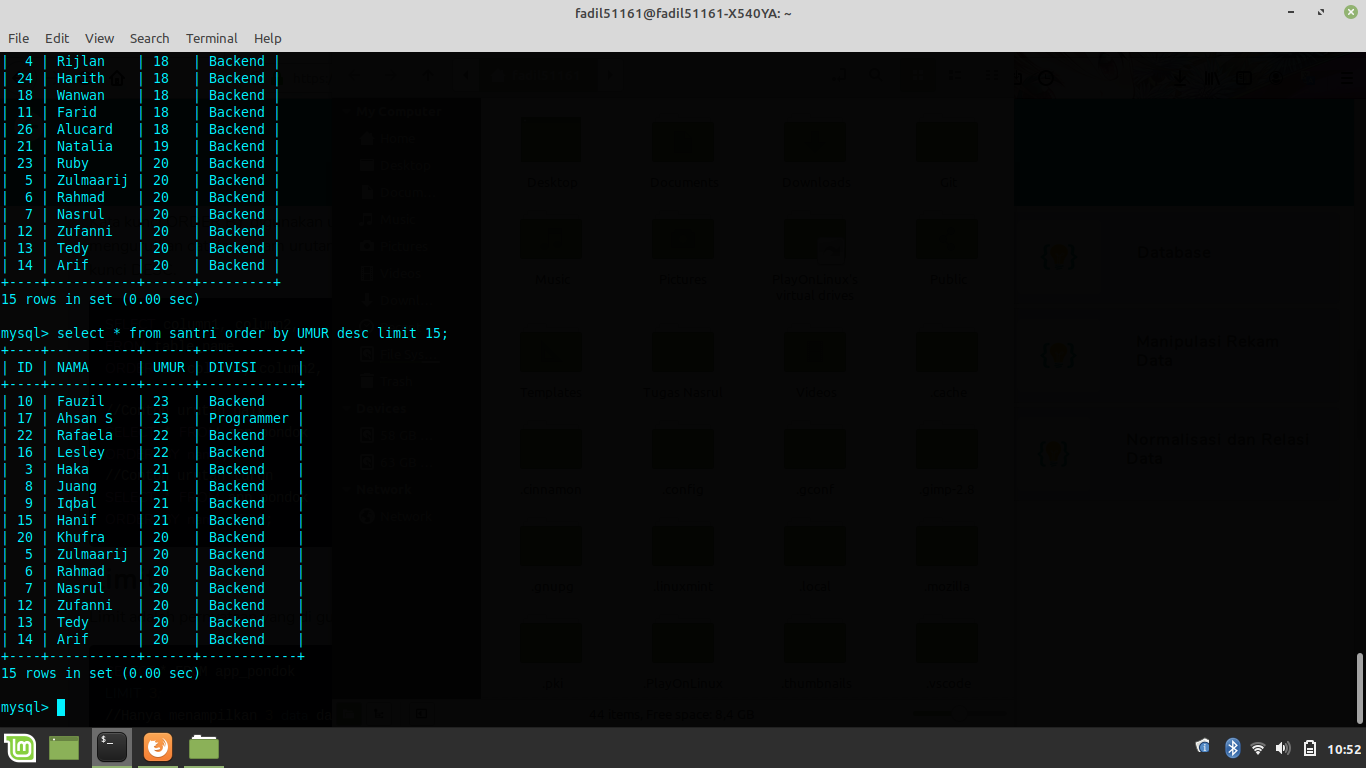 fadil51161@fadil51161-X540YA: ~
File Edit View Search Terminal Help
| 4 | Rijlan | 18 | Backend |
| 24 | Harith | 18 | Backend |
| 18 | Wanwan | 18 | Backend |
| 11 | Farid | 18 | Backend |
| 26 | Alucard | 18 | Backend |
| 21 | Natalia | 19 | Backend |
| 23 | Ruby | 20 | Backend |
| 5 | Zulmaarij | 20 | Backend |
| 6 | Rahmad | 20 | Backend |
| 7 | Nasrul | 20 | Backend |
| 12 | Zufanni | 20 | Backend |
| 13 | Tedy | 20 | Backend |
| 14 | Arif | 20 | Backend |
+----+-----------+------+---------+
15 rows in set (0.00 sec)
mysql> select * from santri order by UMUR desc limit 15;
+----+-----------+------+------------+
| ID | NAMA | UMUR | DIVISI |
+----+-----------+------+------------+
| 10 | Fauzil | 23 | Backend |
| 17 | Ahsan S | 23 | Programmer |
| 22 | Rafaela | 22 | Backend |
| 16 | Lesley | 22 | Backend |
| 3 | Haka | 21 | Backend |
| 8 | Juang | 21 | Backend |
| 9 | Iqbal | 21 | Backend |
| 15 | Hanif | 21 | Backend |
| 20 | Khufra | 20 | Backend |
| 5 | Zulmaarij | 20 | Backend |
| 6 | Rahmad | 20 | Backend |
| 7 | Nasrul | 20 | Backend |
| 12 | Zufanni | 20 | Backend |
| 13 | Tedy | 20 | Backend |
| 14 | Arif | 20 | Backend |
+----+-----------+------+------------+
15 rows in set (0.00 sec)
mysql>
Database
Manipulasi Rekam
Data
Normalisasi dan Relasi
Data
10:52